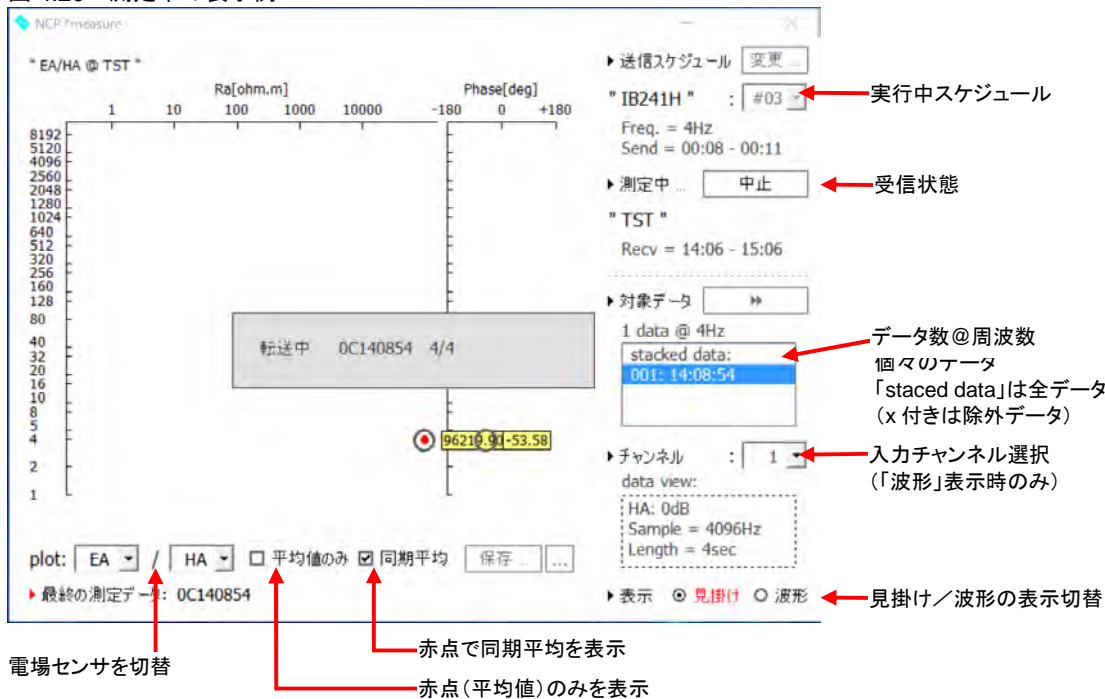 NCP Tmeasure
" EA/HA @ TST "
Ra[ohm.m]
Phase[deg]
1 10 100 1000 10000 -180 0 +180
8192
5120
4096
2560
2048
1280
1024
640
512
320
256
160
128
80
40
32
20
16
10
8
5
4
2
1
転送中 0C140854 4/4
-53.58
plot: EA / HA 平均値のみ 同期平均 保存 ... ...
最終の測定データ: 0C140854
送信スケジュール 変更 ...
" IB241H " : #03
Freq. = 4Hz
Send = 00:08 - 00:11
測定中 ... 中止
" TST "
Recv = 14:06 - 15:06
対象データ
1 data @ 4Hz
stacked data:
001: 14:08:54
チャンネル : 1
data view:
HA: 0dB
Sample = 4096Hz
Length = 4sec
表示 見掛け 波形
実行中スケジュール
受信状態
データ数@周波数
個々のデータ
「staced data」は全データ
(x 付きは除外データ)
入力チャンネル選択
(「波形」表示時のみ)
見掛け/波形の表示切替
電場センサを切替
赤点で同期平均を表示
赤点(平均値)のみを表示